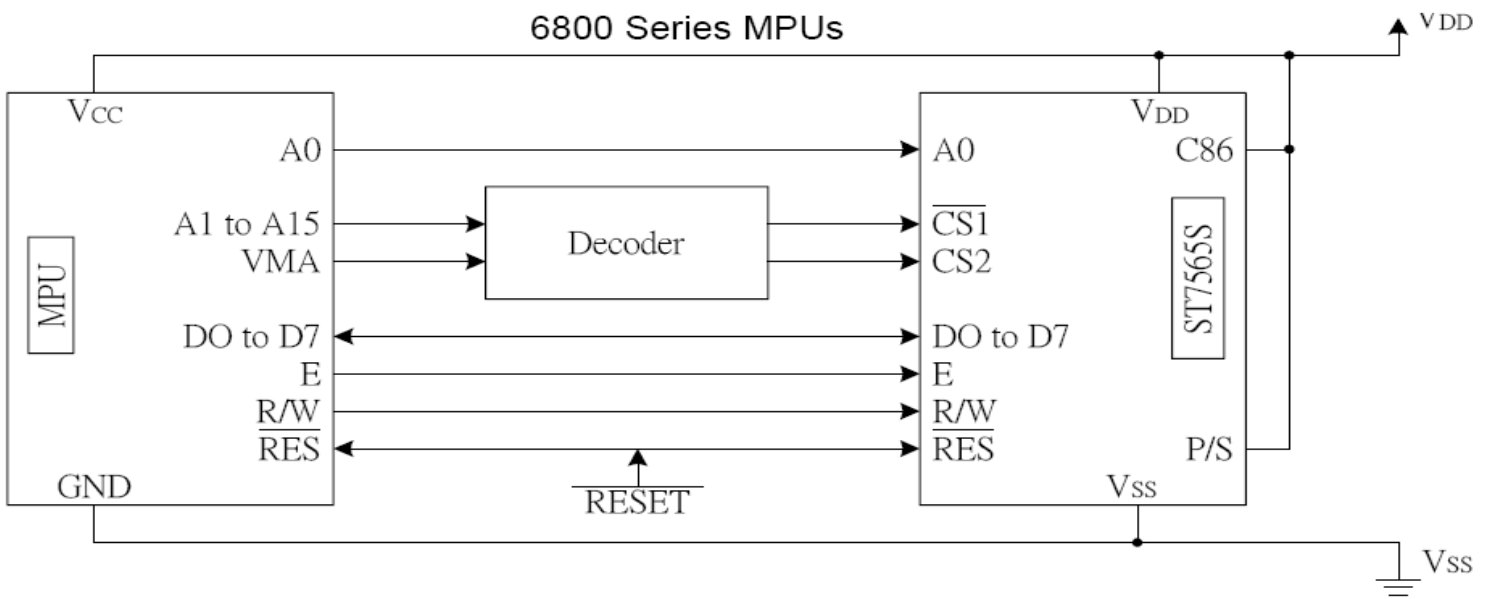 6800 Series MPUs
VDD
VCC
VDD
A0
A0
C86
A1 to A15
Decoder
CS1
VMA
CS2
MPU
ST7565S
DO to D7
DO to D7
E
E
R/W
R/W
RES
RES
P/S
GND
RESET
VSS
VSS